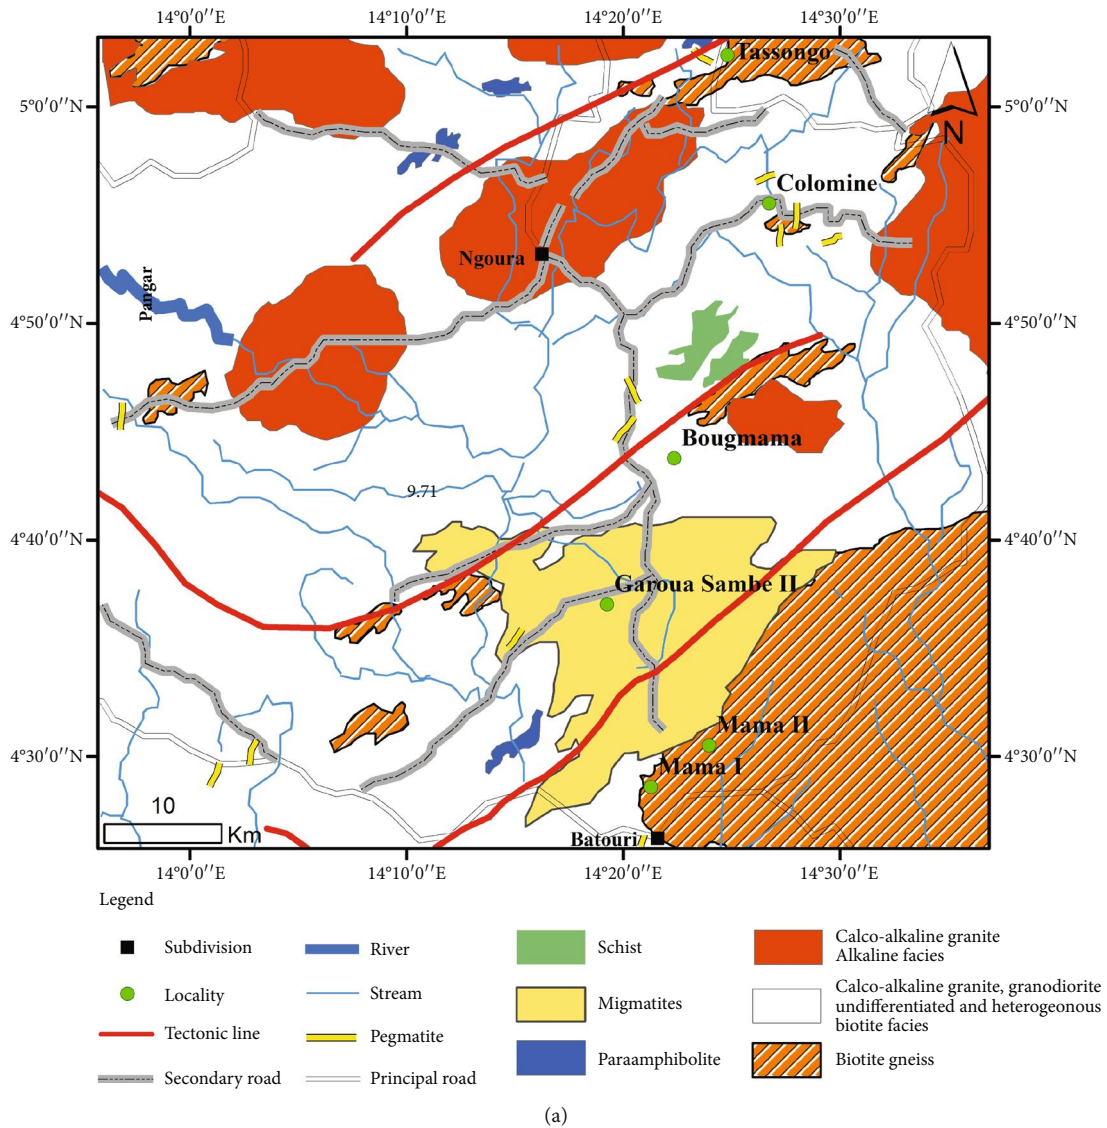 14°0′0″E 14°10′0″E 14°20′0″E 14°30′0″E
Tassongo
5°0′0″N 5°0′0″N
N
Colomine
Ngoura
Pangar
4°50′0″N 4°50′0″N
Bougmama
9.71
4°40′0″N 4°40′0″N
Garoua Sambe II
Mama II
4°30′0″N 4°30′0″N
Mama I
10
Km
Batouri
14°0′0″E 14°10′0″E 14°20′0″E 14°30′0″E
Legend
Subdivision
Locality
Tectonic line
Secondary road
River
Stream
Pegmatite
Principal road
Schist
Migmatites
Paraamphibolite
Calco-alkaline granite
Alkaline facies
Calco-alkaline granite, granodiorite
undifferentiated and heterogeonous
biotite facies
Biotite gneiss
(a)